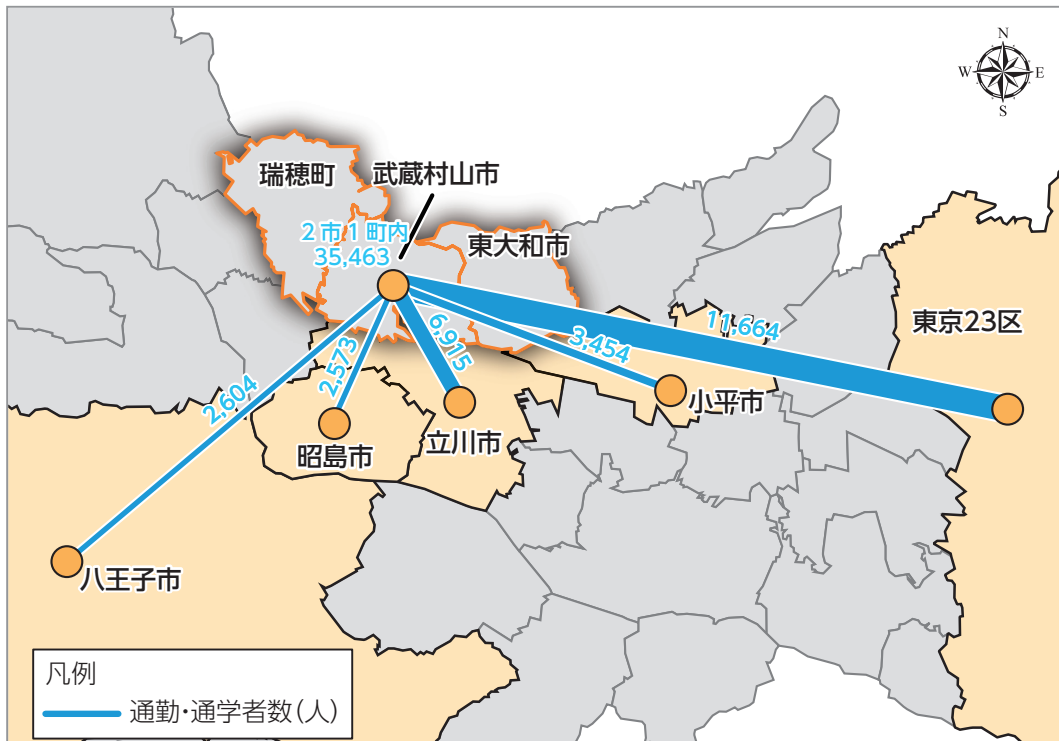 N
W
E
S
瑞穂町
武蔵村山市
2市1町内
35,463
東大和市
東京23区
11,664
6,915
3,454
2,573
2,604
小平市
立川市
昭島市
八王子市
凡例
通勤・通学者数(人)